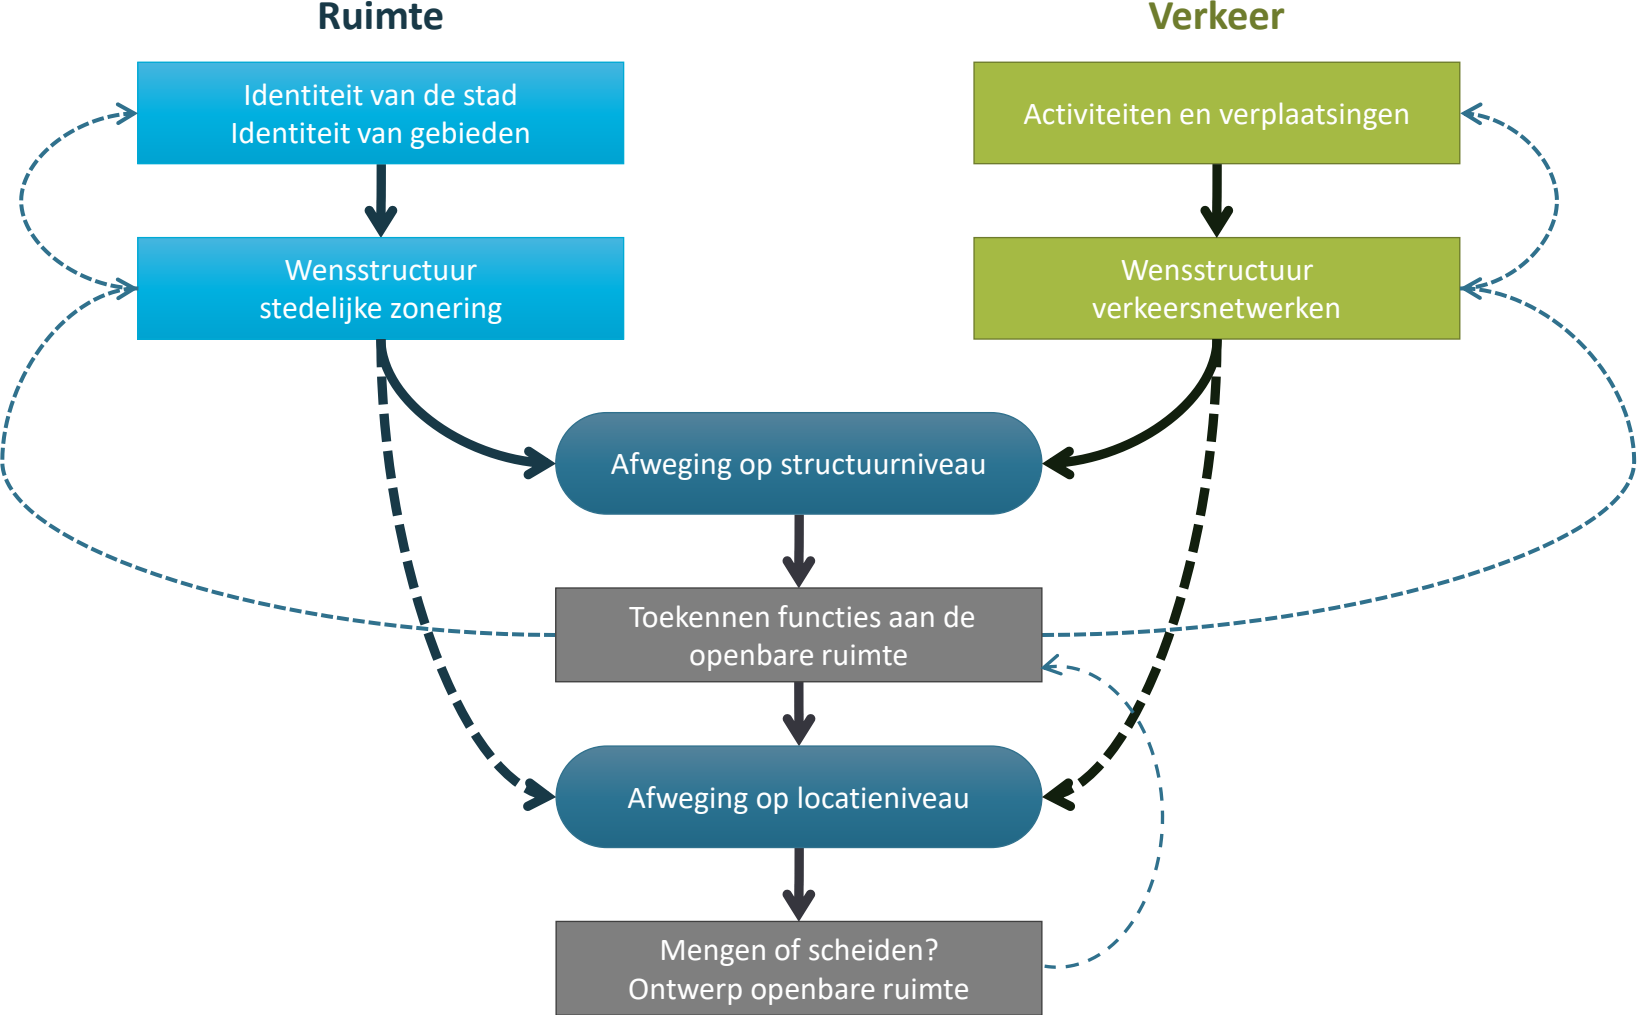 Ruimte
Verkeer
Identiteit van de stad
Identiteit van gebieden
Activiteiten en verplaatsingen
Wensstructuur
stedelijke zonering
Wensstructuur
verkeersnetwerken
Afweging op structuurniveau
Toekennen functies aan de
openbare ruimte
Afweging op locatieniveau
Mengen of scheiden?
Ontwerp openbare ruimte